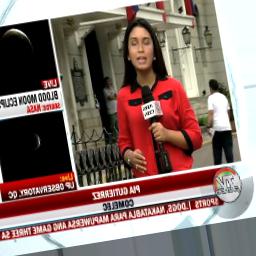 LIVE
BLOOD MOON ECLIPSE
SOURCE: NASA
LIVE:
UP OBSERVATORY, QC
PIA GUTIERREZ
COMELEC
SPORTS | DOGS, NAKATABLA PARA MAPUWERSA ANG GAME THREE SA